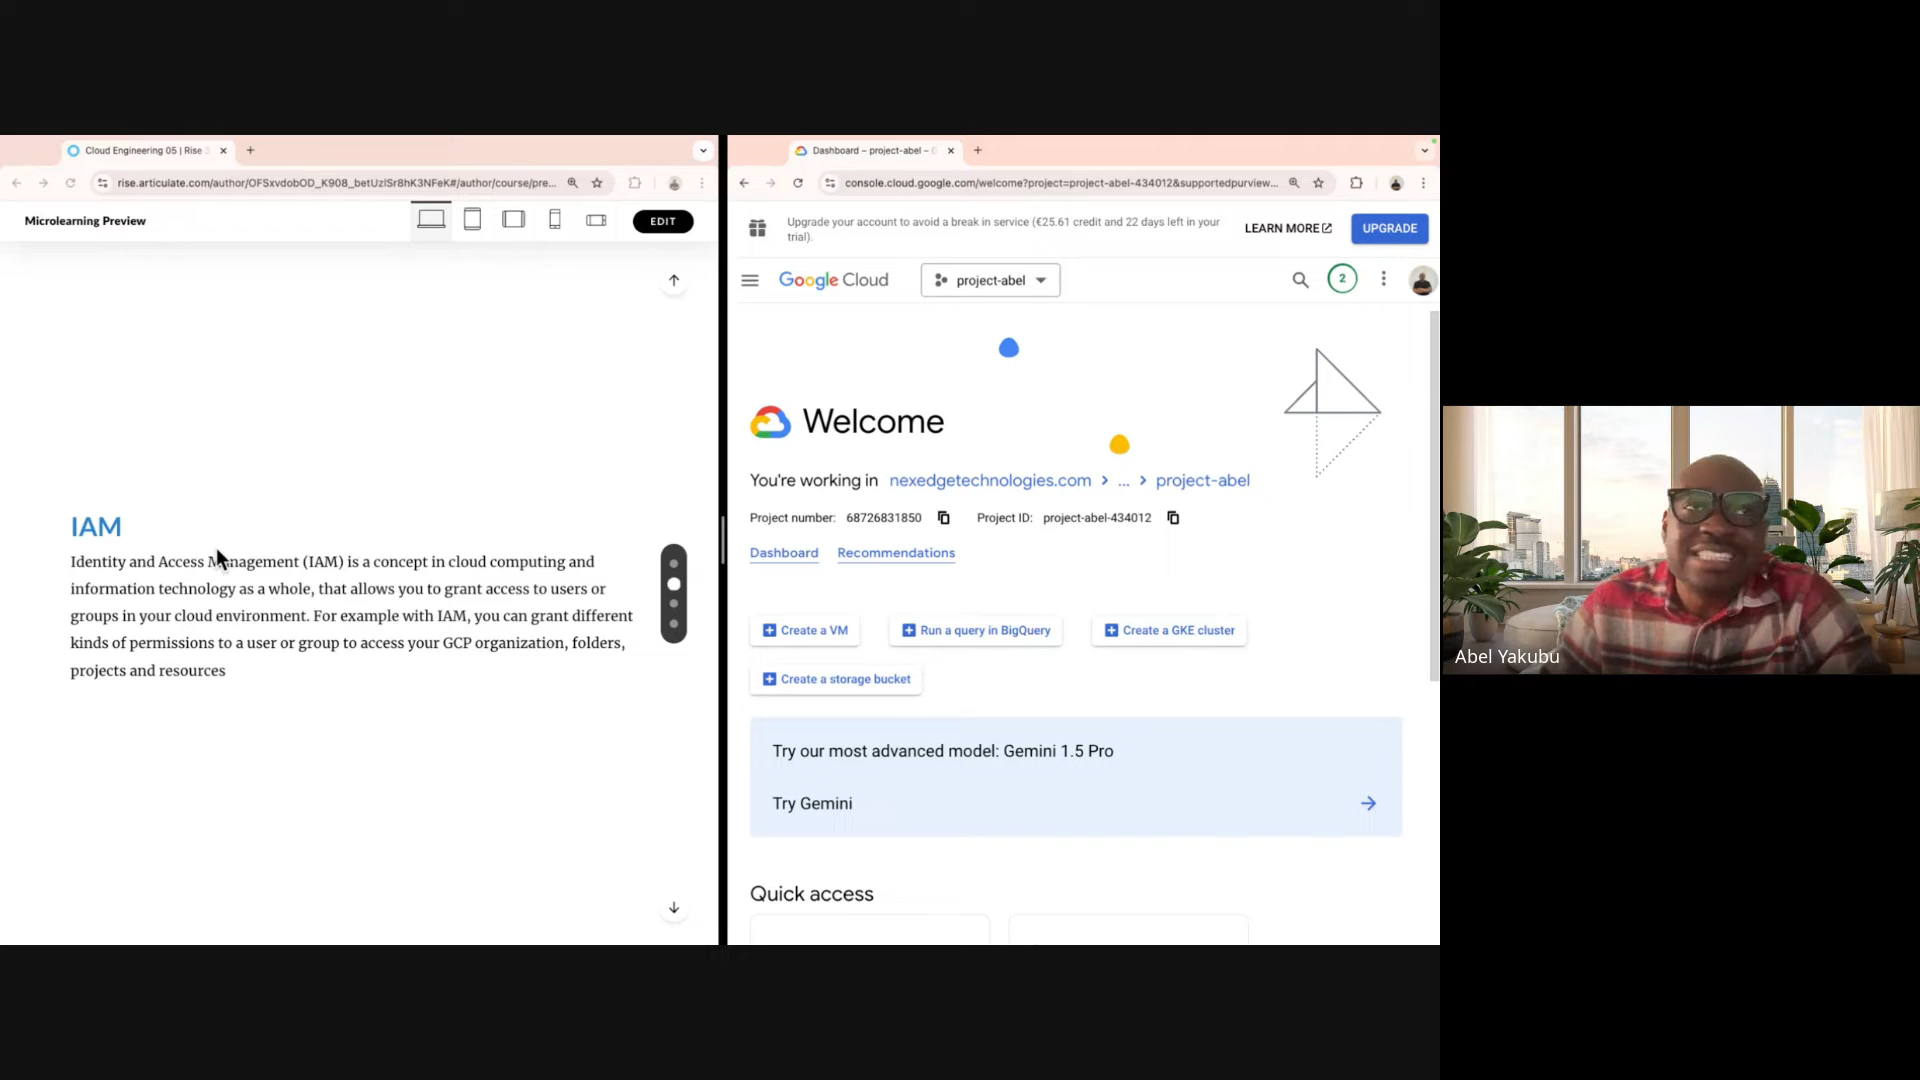 Cloud Engineering 05 | Rise
rise.articulate.com/author/OFSxvdobOD_K908_betUzlSr8hK3NFeK#/author/course/pre...
Microlearning Preview
EDIT
IAM
Identity and Access Management (IAM) is a concept in cloud computing and
information technology as a whole, that allows you to grant access to users or
groups in your cloud environment. For example with IAM, you can grant different
kinds of permissions to a user or group to access your GCP organization, folders,
projects and resources
Dashboard – project-abel –
console.cloud.google.com/welcome?project=project-abel-434012&supportedpurview...
Upgrade your account to avoid a break in service (€25.61 credit and 22 days left in your
trial).
LEARN MORE
UPGRADE
Google Cloud
project-abel
2
Welcome
You're working in nexedgetechnologies.com > ... > project-abel
Project number: 68726831850 Project ID: project-abel-434012
Dashboard Recommendations
Create a VM Run a query in BigQuery Create a GKE cluster
Create a storage bucket
Try our most advanced model: Gemini 1.5 Pro
Try Gemini
Quick access
Abel Yakubu